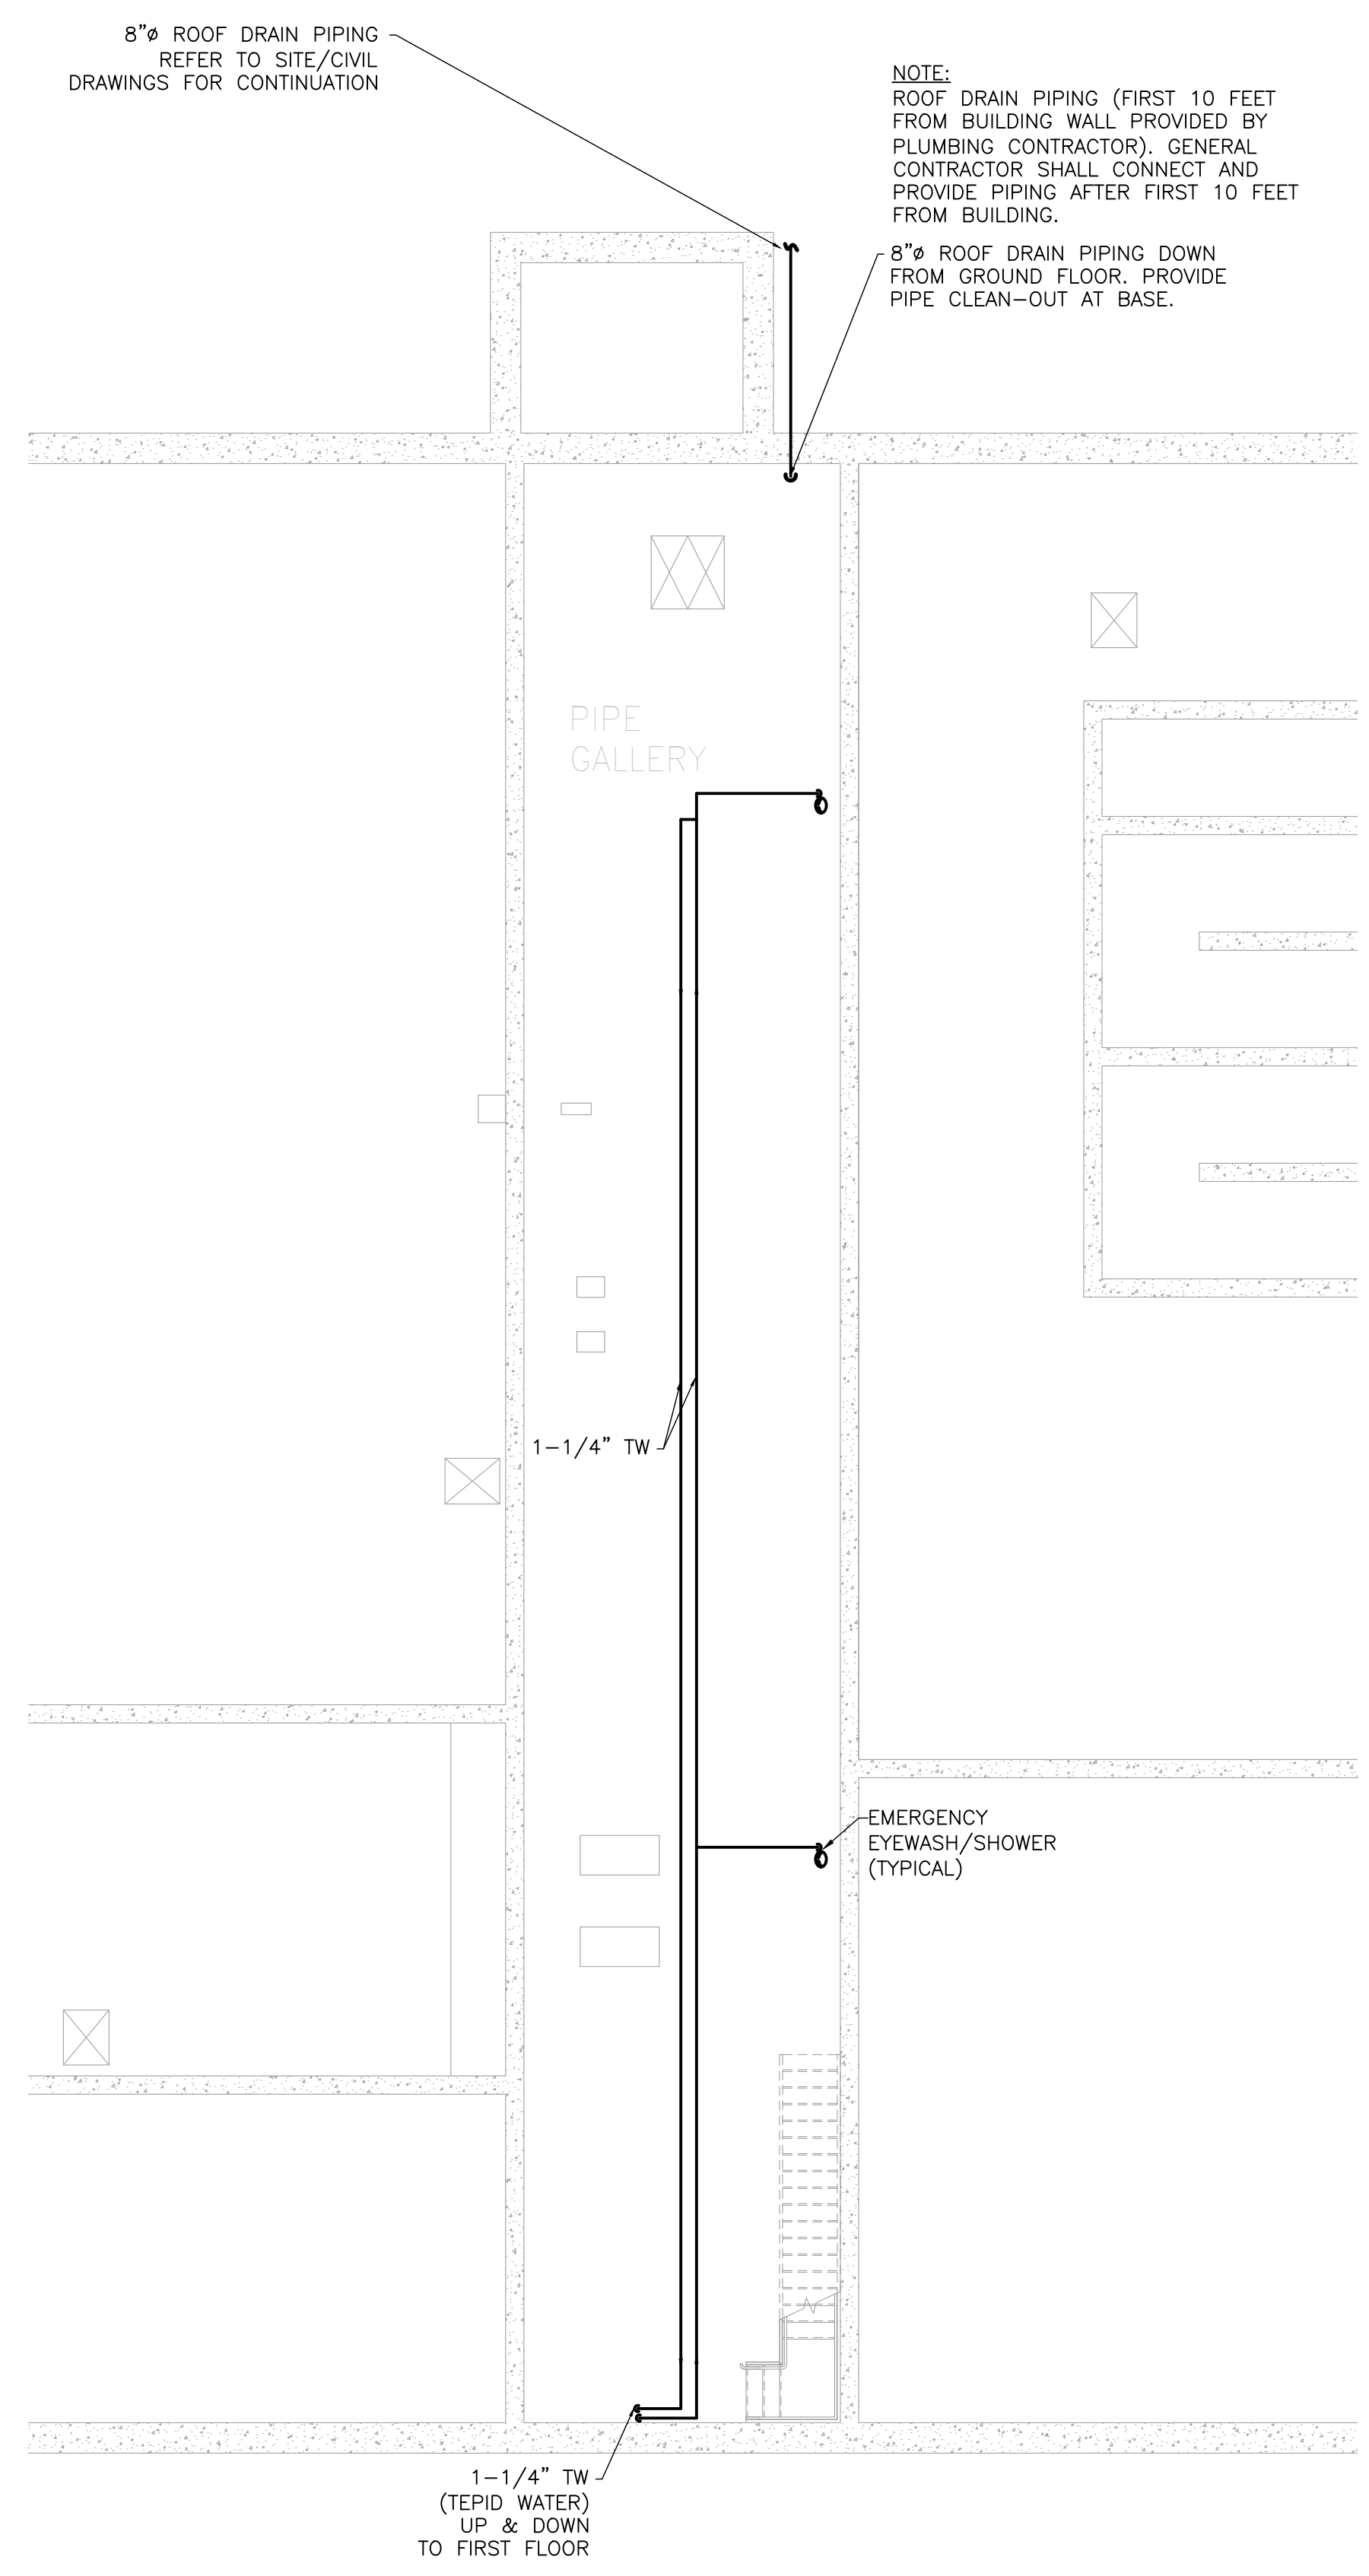 8"ø ROOF DRAIN PIPING
REFER TO SITE/CIVIL
DRAWINGS FOR CONTINUATION
NOTE:
ROOF DRAIN PIPING (FIRST 10 FEET
FROM BUILDING WALL PROVIDED BY
PLUMBING CONTRACTOR). GENERAL
CONTRACTOR SHALL CONNECT AND
PROVIDE PIPING AFTER FIRST 10 FEET
FROM BUILDING.
8"ø ROOF DRAIN PIPING DOWN
FROM GROUND FLOOR. PROVIDE
PIPE CLEAN-OUT AT BASE.
PIPE
GALLERY
1-1/4" TW
EMERGENCY
EYEWASH/SHOWER
(TYPICAL)
1-1/4" TW
(TEPID WATER)
UP & DOWN
TO FIRST FLOOR